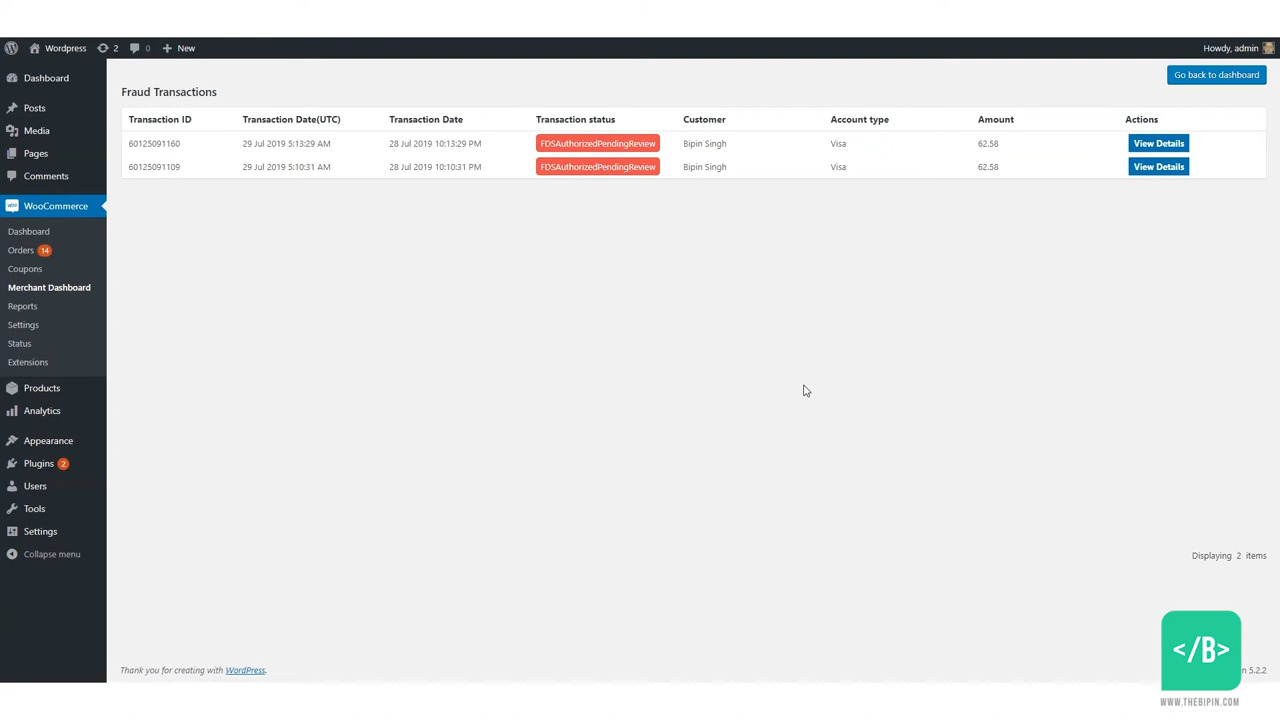 Wordpress 2 0 New Howdy, admin
Dashboard
Posts
Media
Pages
Comments
WooCommerce
Dashboard
Orders 14
Coupons
Merchant Dashboard
Reports
Settings
Status
Extensions
Products
Analytics
Appearance
Plugins 2
Users
Tools
Settings
Collapse menu
Go back to dashboard
Fraud Transactions
Transaction ID Transaction Date(UTC) Transaction Date Transaction status Customer Account type Amount Actions
60125091160 29 Jul 2019 5:13:29 AM 28 Jul 2019 10:13:29 PM FDSAuthorizedPendingReview Bipin Singh Visa 62.58 View Details
60125091109 29 Jul 2019 5:10:31 AM 28 Jul 2019 10:10:31 PM FDSAuthorizedPendingReview Bipin Singh Visa 62.58 View Details
Displaying 2 items
Thank you for creating with WordPress.
n 5.2.2
</B>
WWW.THEBIPIN.COM